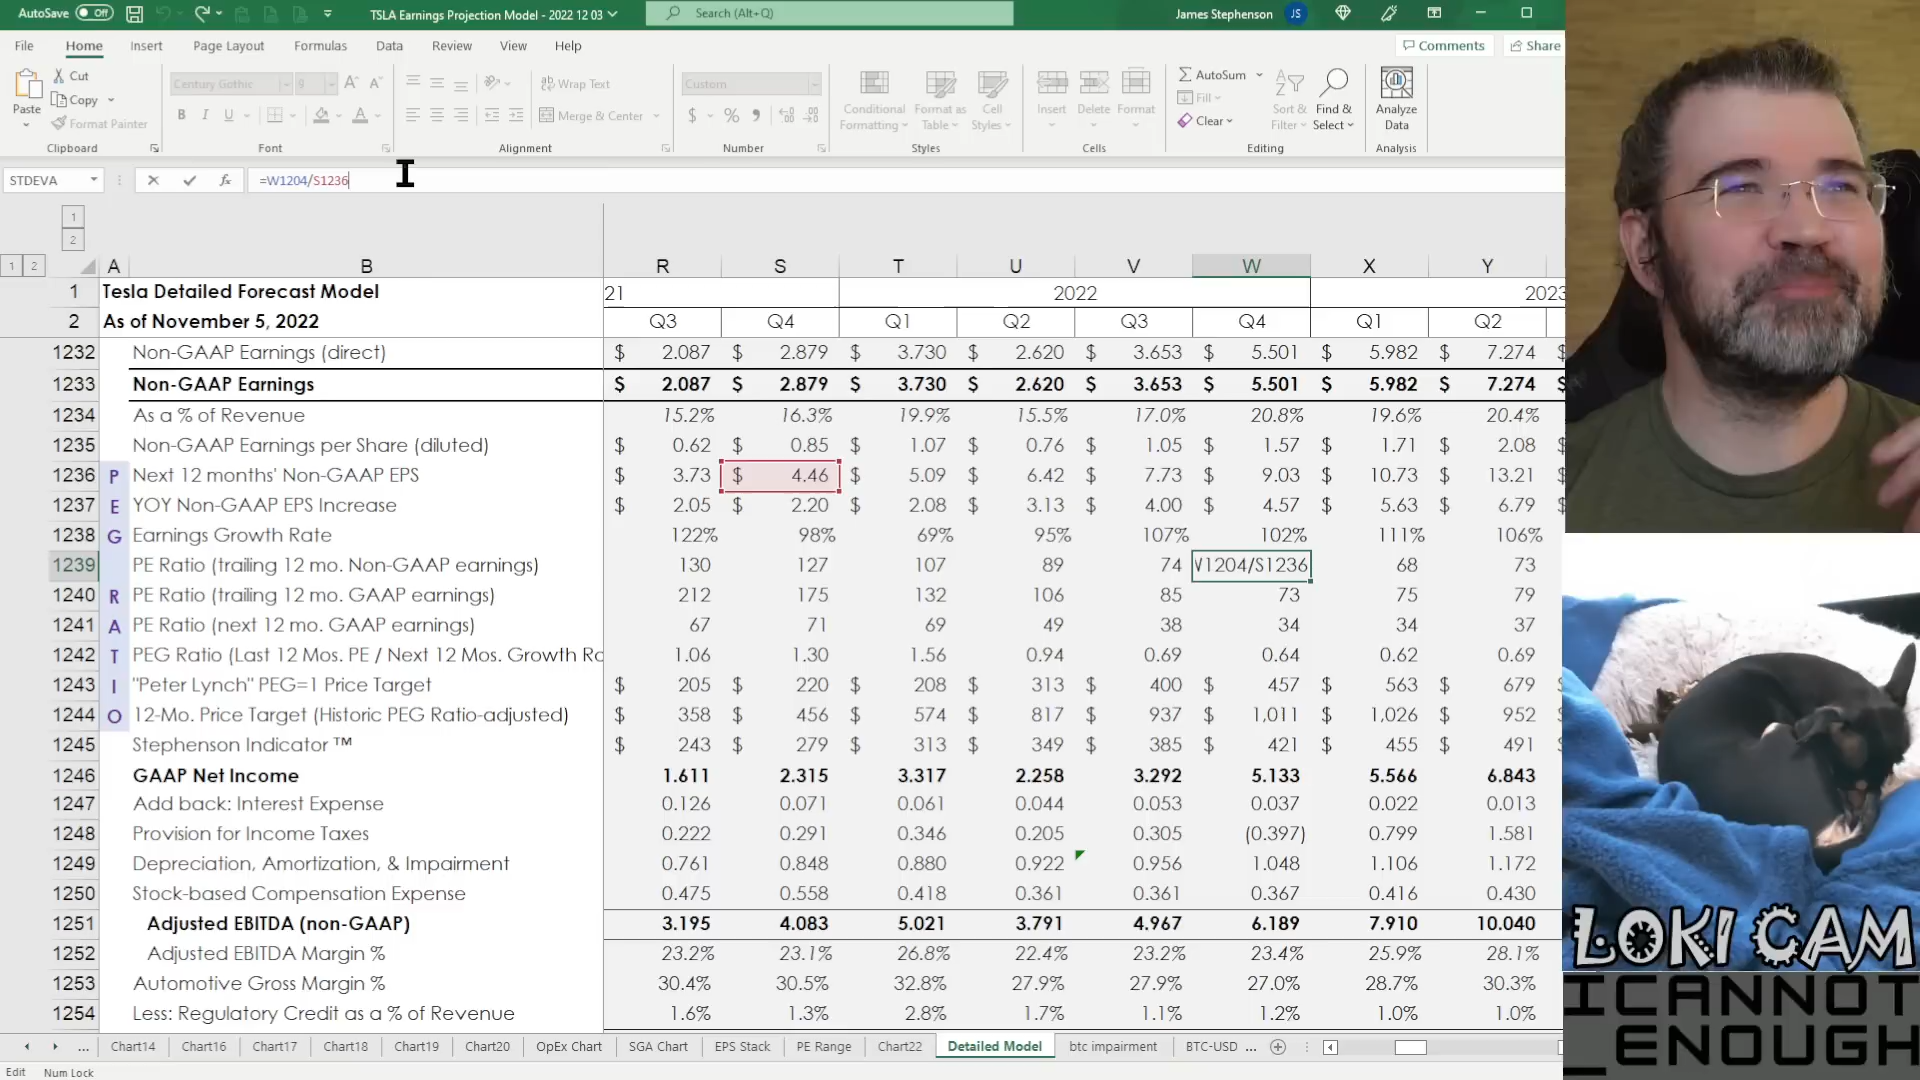 AutoSave Off TSLA Earnings Projection Model - 2022 12 03 Search (Alt+Q) James Stephenson JS
File Home Insert Page Layout Formulas Data Review View Help Comments Share
Paste Cut Copy Format Painter Clipboard
Century Gothic 9 A A B I U A Font
Wrap Text Merge & Center Alignment
Custom $ % Number
Conditional Formatting Format as Table Cell Styles Styles
Insert Delete Format Cells
AutoSum Fill Clear Sort & Filter Find & Select Editing
Analyze Data Analysis
STDEVA fx =W1204/S1236
1
2
1 2 A B R S T U V W X Y
1 Tesla Detailed Forecast Model 21 2022 2023
2 As of November 5, 2022 Q3 Q4 Q1 Q2 Q3 Q4 Q1 Q2
1232 Non-GAAP Earnings (direct) $ 2.087 $ 2.879 $ 3.730 $ 2.620 $ 3.653 $ 5.501 $ 5.982 $ 7.274 $
1233 Non-GAAP Earnings $ 2.087 $ 2.879 $ 3.730 $ 2.620 $ 3.653 $ 5.501 $ 5.982 $ 7.274 $
1234 As a % of Revenue 15.2% 16.3% 19.9% 15.5% 17.0% 20.8% 19.6% 20.4%
1235 Non-GAAP Earnings per Share (diluted) $ 0.62 $ 0.85 $ 1.07 $ 0.76 $ 1.05 $ 1.57 $ 1.71 $ 2.08 $
1236 P Next 12 months' Non-GAAP EPS $ 3.73 $ 4.46 $ 5.09 $ 6.42 $ 7.73 $ 9.03 $ 10.73 $ 13.21 $
1237 E YOY Non-GAAP EPS Increase $ 2.05 $ 2.20 $ 2.08 $ 3.13 $ 4.00 $ 4.57 $ 5.63 $ 6.79 $
1238 G Earnings Growth Rate 122% 98% 69% 95% 107% 102% 111% 106%
1239 PE Ratio (trailing 12 mo. Non-GAAP earnings) 130 127 107 89 74 W1204/S1236 68 73
1240 R PE Ratio (trailing 12 mo. GAAP earnings) 212 175 132 106 85 73 75 79
1241 A PE Ratio (next 12 mo. GAAP earnings) 67 71 69 49 38 34 34 37
1242 T PEG Ratio (Last 12 Mos. PE / Next 12 Mos. Growth Ra 1.06 1.30 1.56 0.94 0.69 0.64 0.62 0.69
1243 I "Peter Lynch" PEG=1 Price Target $ 205 $ 220 $ 208 $ 313 $ 400 $ 457 $ 563 $ 679 $
1244 O 12-Mo. Price Target (Historic PEG Ratio-adjusted) $ 358 $ 456 $ 574 $ 817 $ 937 $ 1,011 $ 1,026 $ 952 $
1245 Stephenson Indicator ™ $ 243 $ 279 $ 313 $ 349 $ 385 $ 421 $ 455 $ 491 $
1246 GAAP Net Income 1.611 2.315 3.317 2.258 3.292 5.133 5.566 6.843
1247 Add back: Interest Expense 0.126 0.071 0.061 0.044 0.053 0.037 0.022 0.013
1248 Provision for Income Taxes 0.222 0.291 0.346 0.205 0.305 (0.397) 0.799 1.581
1249 Depreciation, Amortization, & Impairment 0.761 0.848 0.880 0.922 0.956 1.048 1.106 1.172
1250 Stock-based Compensation Expense 0.475 0.558 0.418 0.361 0.361 0.367 0.416 0.430
1251 Adjusted EBITDA (non-GAAP) 3.195 4.083 5.021 3.791 4.967 6.189 7.910 10.040
1252 Adjusted EBITDA Margin % 23.2% 23.1% 26.8% 22.4% 23.2% 23.4% 25.9% 28.1%
1253 Automotive Gross Margin % 30.4% 30.5% 32.8% 27.9% 27.9% 27.0% 28.7% 30.3%
1254 Less: Regulatory Credit as a % of Revenue 1.6% 1.3% 2.8% 1.7% 1.1% 1.2% 1.0% 1.0%
... Chart14 Chart16 Chart17 Chart18 Chart19 Chart20 OpEx Chart SGA Chart EPS Stack PE Range Chart22 Detailed Model btc impairment BTC-USD ...
Edit Num Lock
LOKI CAM
ICANNOT
_ENOUGH